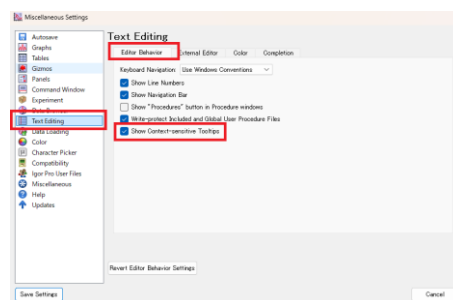 Miscellaneous Settings
Autosave
Graphs
Tables
Gizmos
Panels
Command Window
Experiment
Data Browser
Text Editing
Data Loading
Color
Character Picker
Compatibility
Igor Pro User Files
Miscellaneous
Help
Updates
Text Editing
Editor Behavior External Editor Color Completion
Keyboard Navigation: Use Windows Conventions
Show Line Numbers
Show Navigation Bar
Show "Procedures" button in Procedure windows
Write-protect Included and Global User Procedure Files
Show Context-sensitive Tooltips
Revert Editor Behavior Settings
Save Settings
Cancel